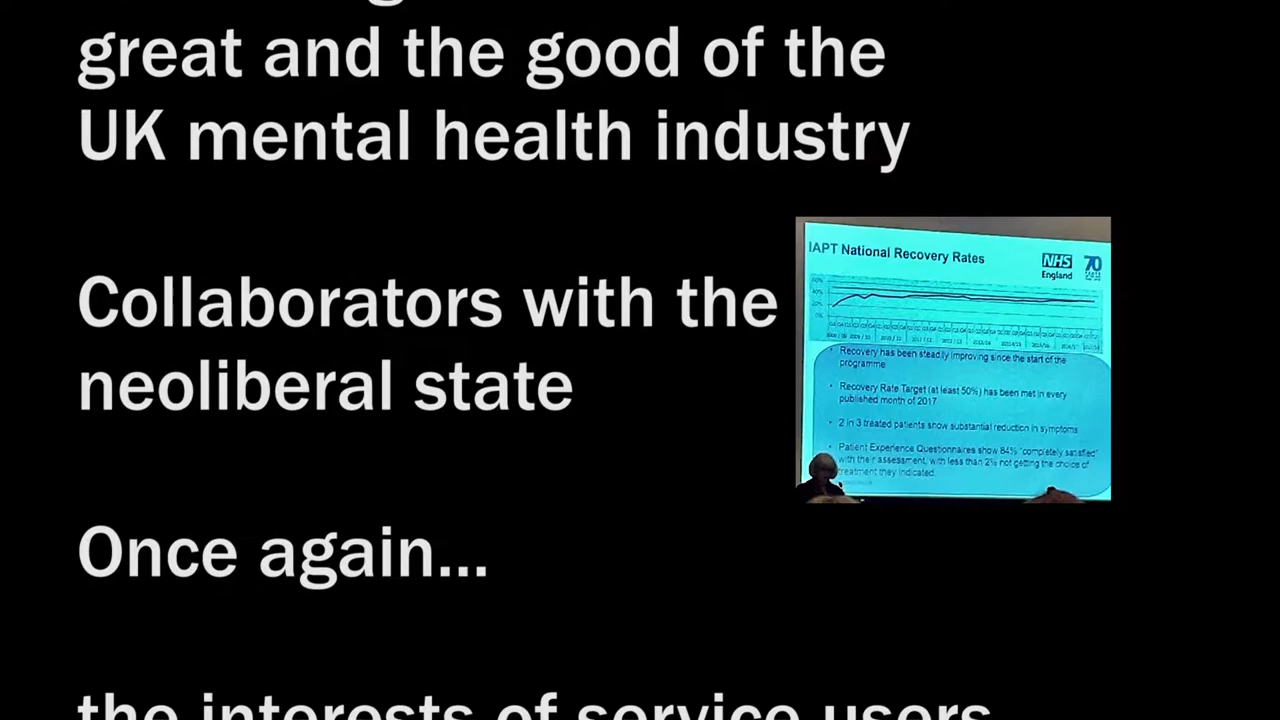 great and the good of the
UK mental health industry
Collaborators with the
neoliberal state
Once again...
the interests of service users
IAPT National Recovery Rates
NHS
England
70
60%
40%
20%
0%
Recovery has been steadily improving since the start of the
programme
Recovery Rate Target (at least 50%) has been met in every
published month of 2017
2 in 3 treated patients show substantial reduction in symptoms
Patient Experience Questionnaires show 84% "completely satisfied"
with their assessment, with less than 2% not getting the choice of
treatment they indicated.